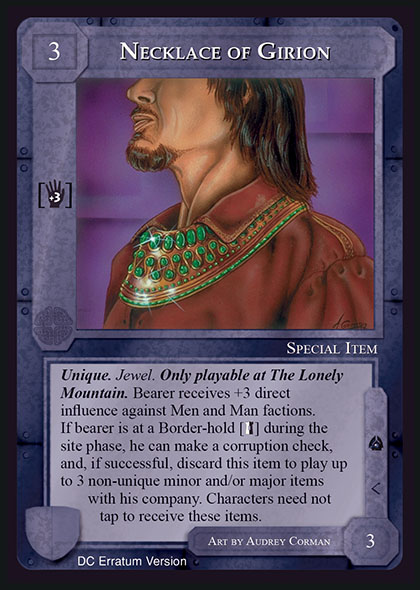 3
NECKLACE OF GIRION
+3
SPECIAL ITEM
Unique. Jewel. Only playable at The Lonely
Mountain. Bearer receives +3 direct
influence against Men and Man factions.
If bearer is at a Border-hold [] during the
site phase, he can make a corruption check,
and, if successful, discard this item to play up
to 3 non-unique minor and/or major items
with his company. Characters need not
tap to receive these items.
ART BY AUDREY CORMAN
3
DC Erratum Version